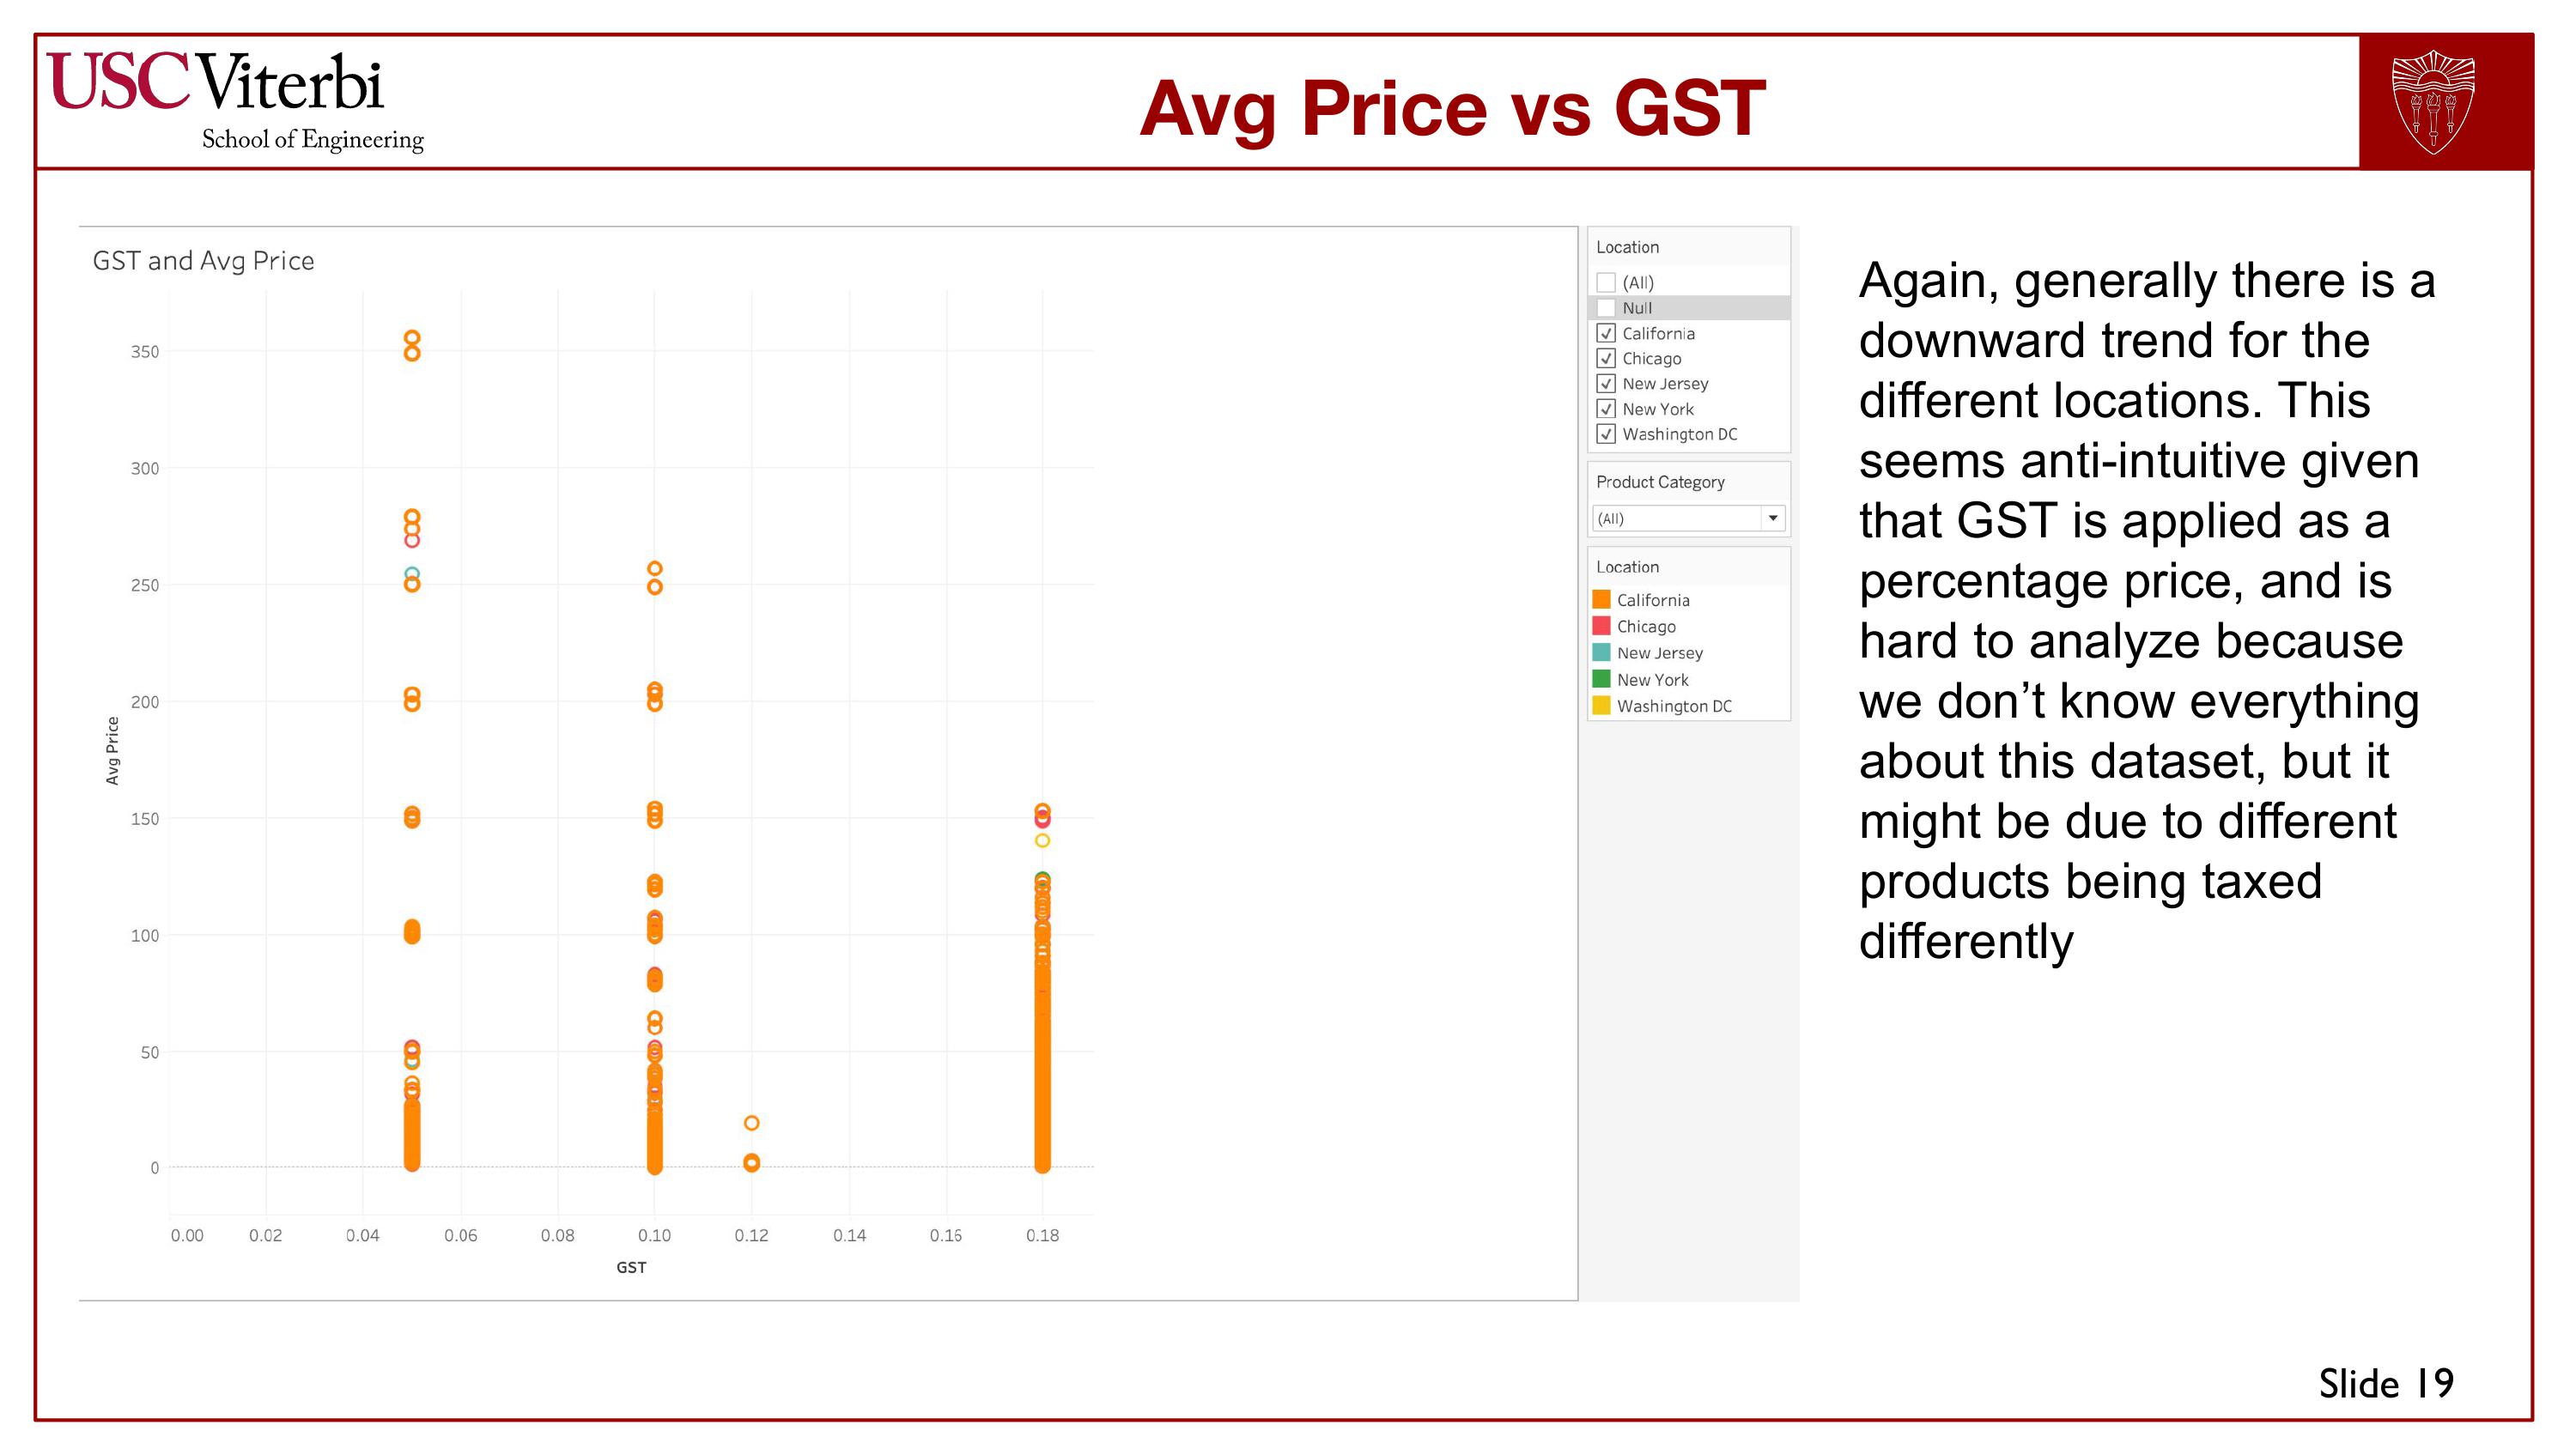 USC Viterbi
School of Engineering
Avg Price vs GST
GST and Avg Price
350
300
250
200
150
100
50
0
Avg Price
0.00 0.02 0.04 0.06 0.08 0.10 0.12 0.14 0.16 0.18
GST
Location
(All)
Null
California
Chicago
New Jersey
New York
Washington DC
Product Category
(All)
Location
California
Chicago
New Jersey
New York
Washington DC
Again, generally there is a
downward trend for the
different locations. This
seems anti-intuitive given
that GST is applied as a
percentage price, and is
hard to analyze because
we don’t know everything
about this dataset, but it
might be due to different
products being taxed
differently
Slide 19